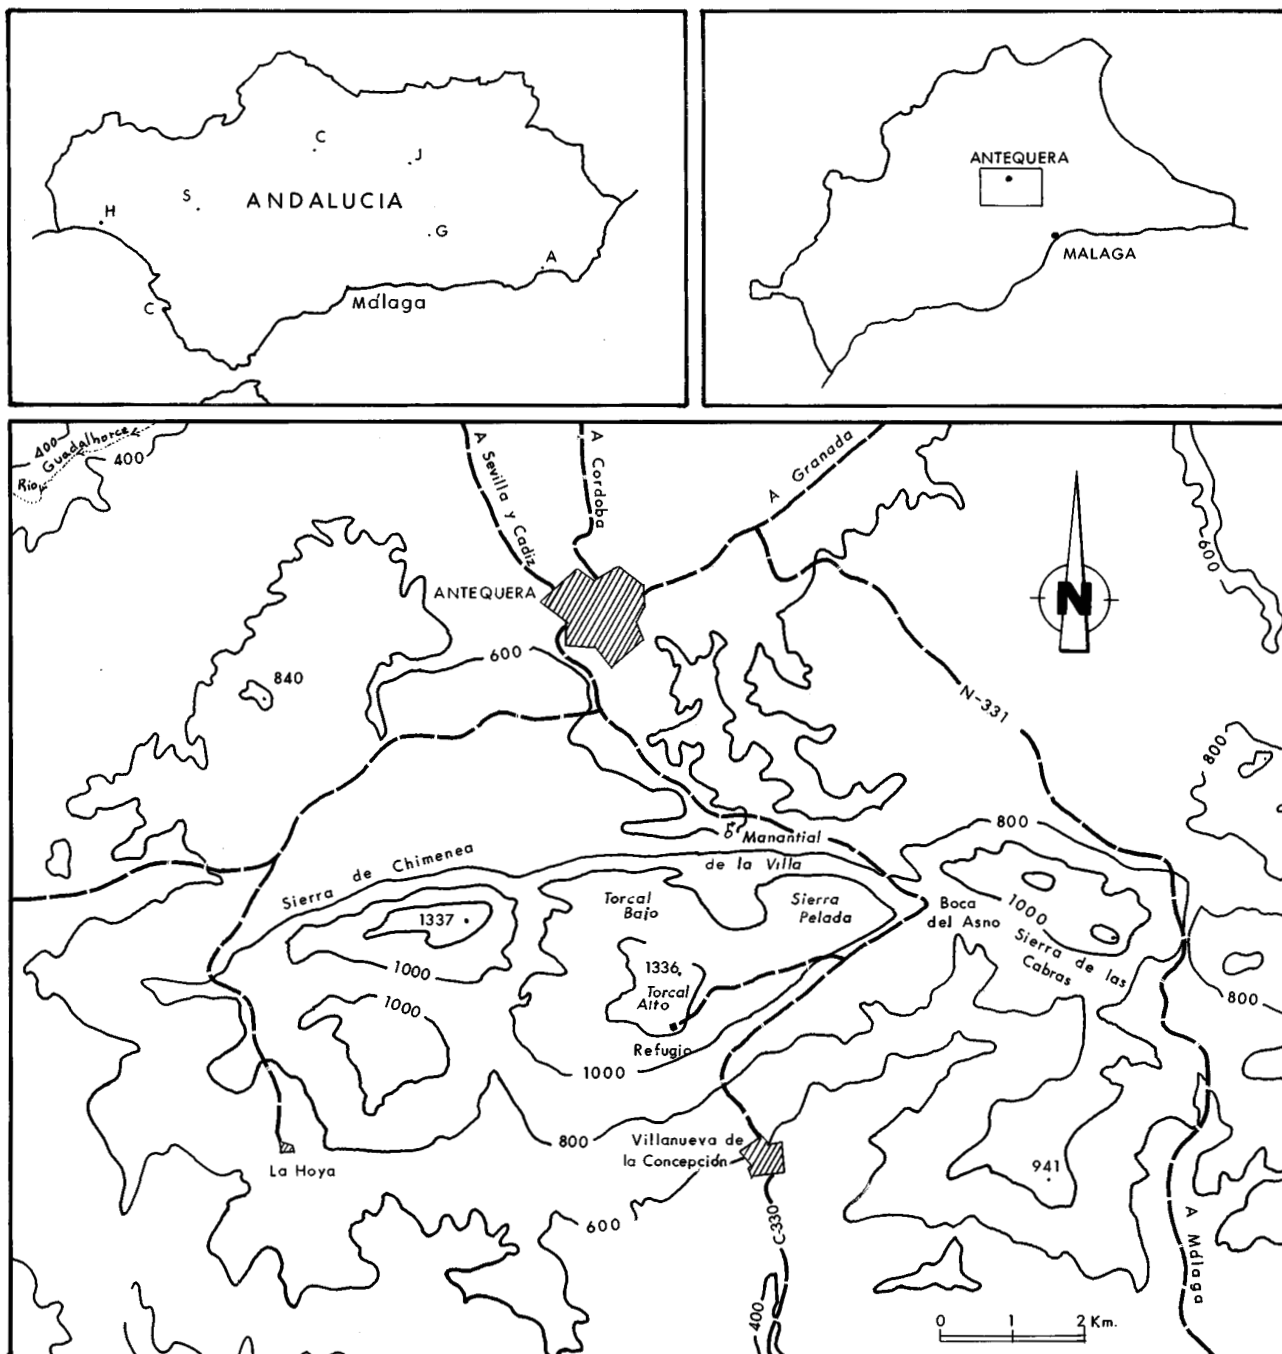 C
J
S
ANDALUCIA
H
G
A
C
Málaga
ANTEQUERA
MALAGA
400
Rio Guadalhorce
400
A Sevilla y Cadiz
A Cordoba
A Granada
600
N
ANTEQUERA
600
840
N-331
800
800
Manantial
de la Villa
Sierra de Chimenea
Torcal
Bajo
Sierra
Pelada
Boca
del Asno
1000
Sierra de las
Cabras
1337
1000
1336
Torcal
Alto
1000
Refugio
800
1000
800
Villanueva de
la Concepción
La Hoya
941
600
C-330
A Málaga
400
0 1 2 Km.